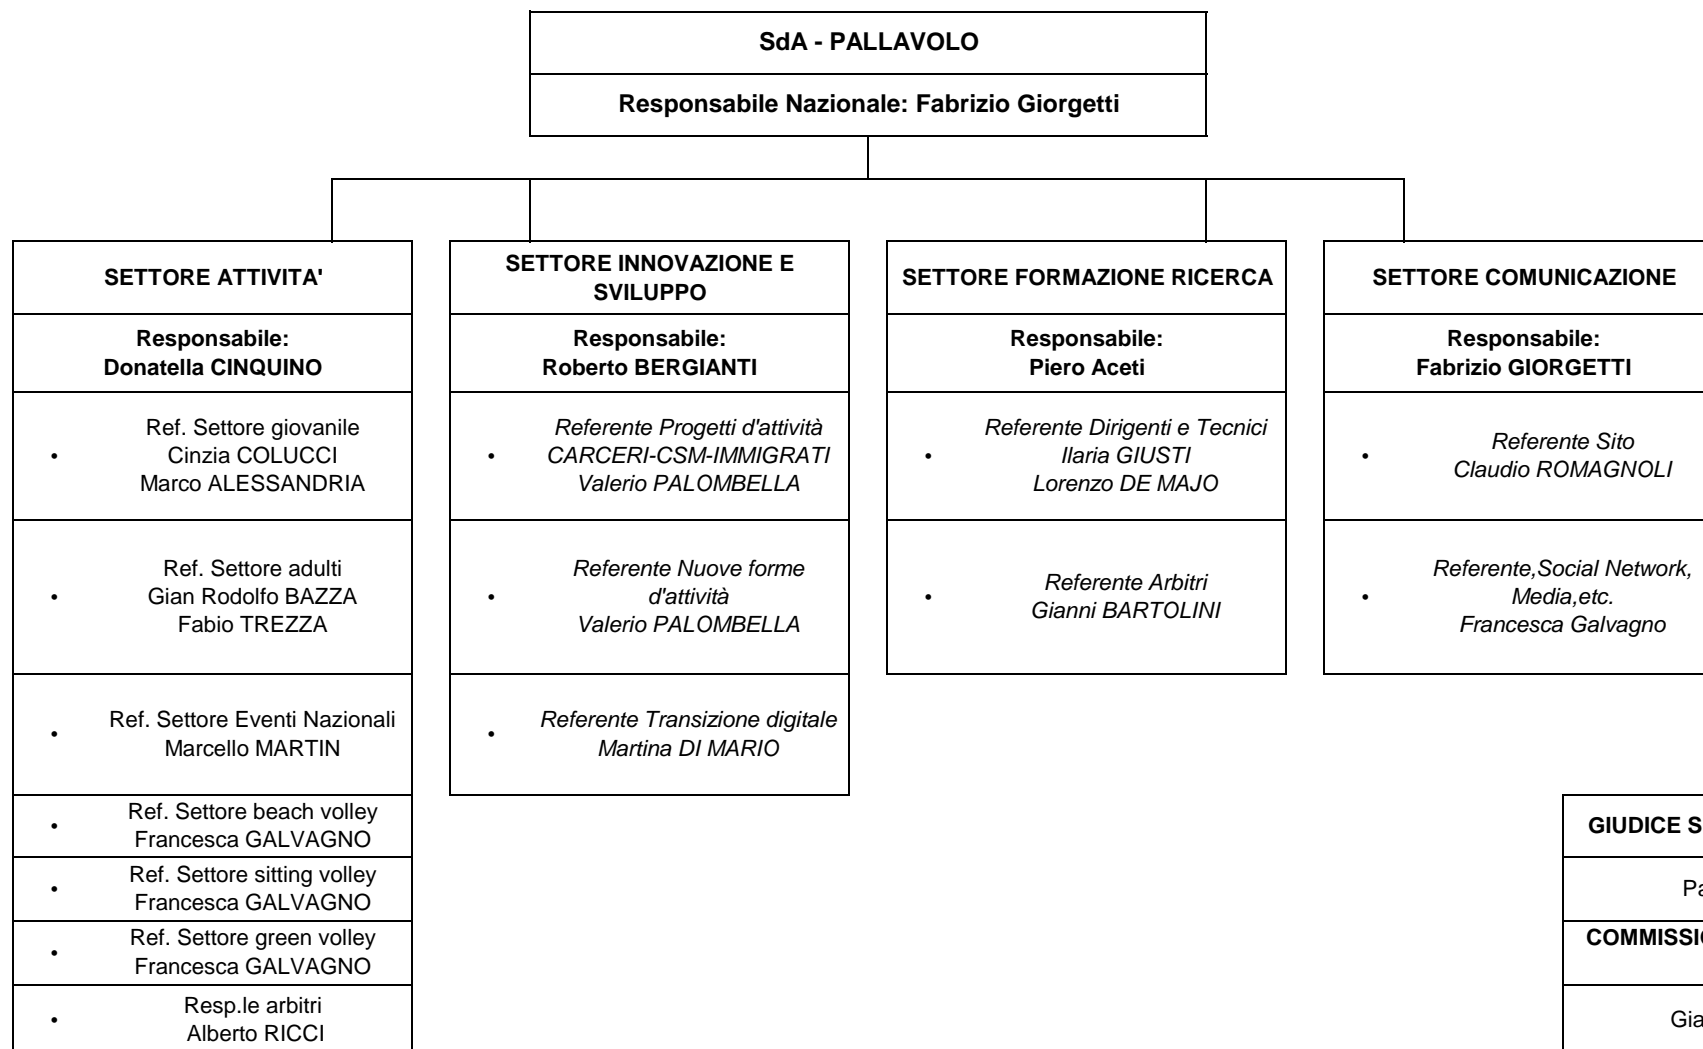 SdA - PALLAVOLO
Responsabile Nazionale: Fabrizio Giorgetti
SETTORE ATTIVITA'
Responsabile:
Donatella CINQUINO
• Ref. Settore giovanile
Cinzia COLUCCI
Marco ALESSANDRIA
• Ref. Settore adulti
Gian Rodolfo BAZZA
Fabio TREZZA
• Ref. Settore Eventi Nazionali
Marcello MARTIN
• Ref. Settore beach volley
Francesca GALVAGNO
• Ref. Settore sitting volley
Francesca GALVAGNO
• Ref. Settore green volley
Francesca GALVAGNO
• Resp.le arbitri
Alberto RICCI
SETTORE INNOVAZIONE E
SVILUPPO
Responsabile:
Roberto BERGIANTI
• Referente Progetti d'attività
CARCERI-CSM-IMMIGRATI
Valerio PALOMBELLA
• Referente Nuove forme
d'attività
Valerio PALOMBELLA
• Referente Transizione digitale
Martina DI MARIO
SETTORE FORMAZIONE RICERCA
Responsabile:
Piero Aceti
• Referente Dirigenti e Tecnici
Ilaria GIUSTI
Lorenzo DE MAJO
• Referente Arbitri
Gianni BARTOLINI
SETTORE COMUNICAZIONE
Responsabile:
Fabrizio GIORGETTI
• Referente Sito
Claudio ROMAGNOLI
• Referente,Social Network,
Media,etc.
Francesca Galvagno
GIUDICE